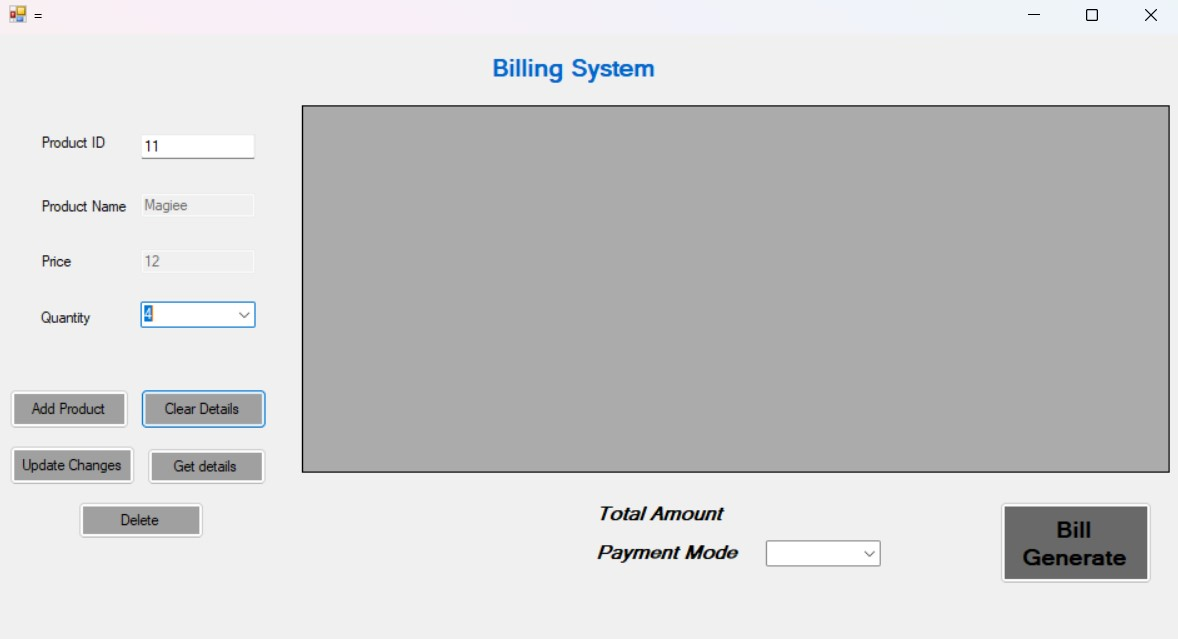 =
Billing System
Product ID 11
Product Name Magiee
Price 12
Quantity 4
Add Product Clear Details
Update Changes Get details
Delete
Total Amount
Payment Mode
Bill
Generate